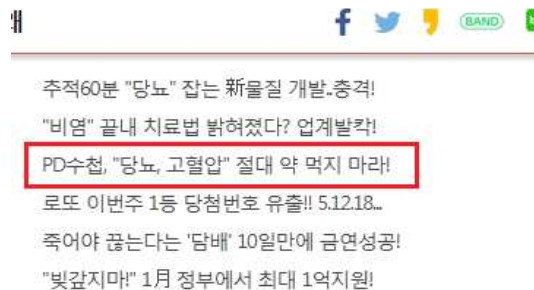 f BAND
추적60분 "당뇨" 잡는 新물질 개발..충격!
"비염" 끝내 치료법 밝혀졌다? 업계발칵!
PD수첩, "당뇨, 고혈압" 절대 약 먹지 마라!
로또 이번주 1등 당첨번호 유출!! 5.12.18...
죽어야 끊는다는 '담배' 10일만에 금연성공!
"빚갚지마!" 1月 정부에서 최대 1억지원!